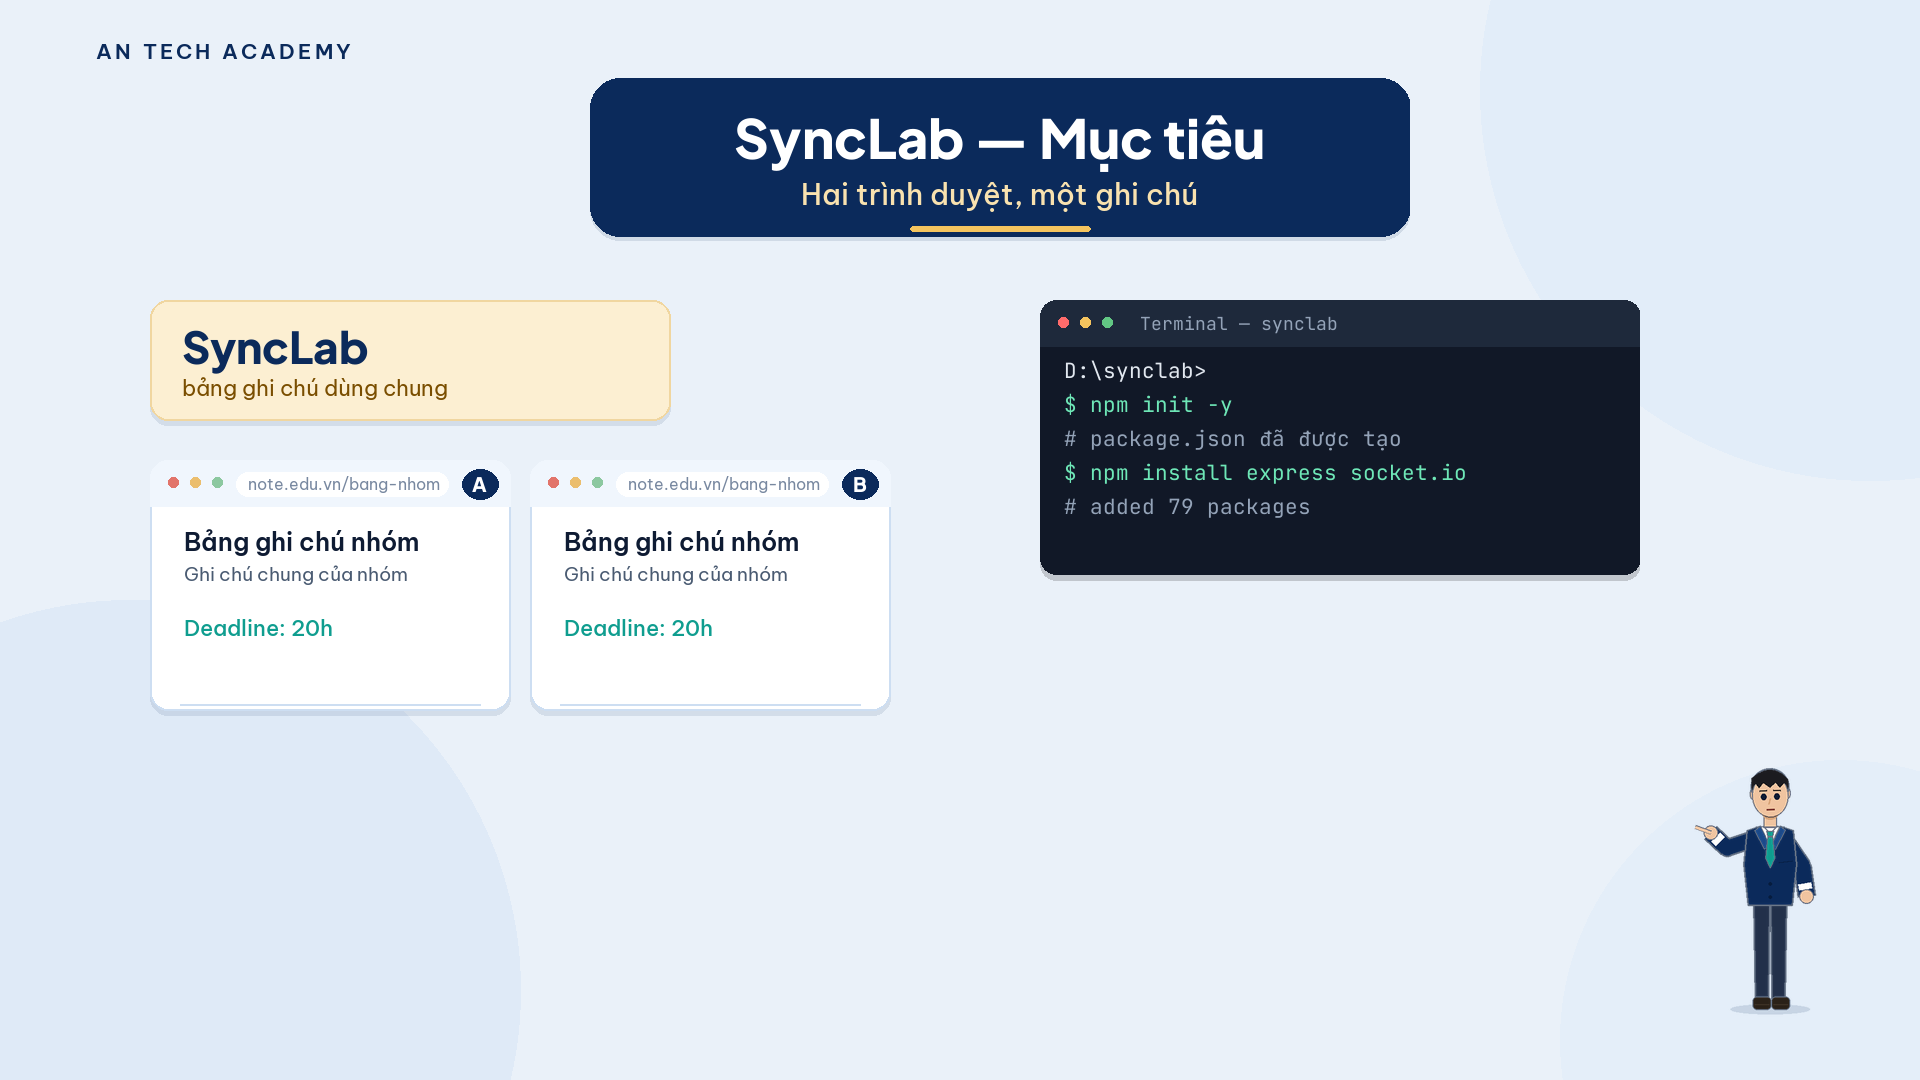 AN TECH ACADEMY
SyncLab — Mục tiêu
Hai trình duyệt, một ghi chú
SyncLab
bảng ghi chú dùng chung
note.edu.vn/bang-nhom
A
Bảng ghi chú nhóm
Ghi chú chung của nhóm
Deadline: 20h
note.edu.vn/bang-nhom
B
Bảng ghi chú nhóm
Ghi chú chung của nhóm
Deadline: 20h
Terminal — synclab
D:\synclab>
$ npm init -y
# package.json đã được tạo
$ npm install express socket.io
# added 79 packages